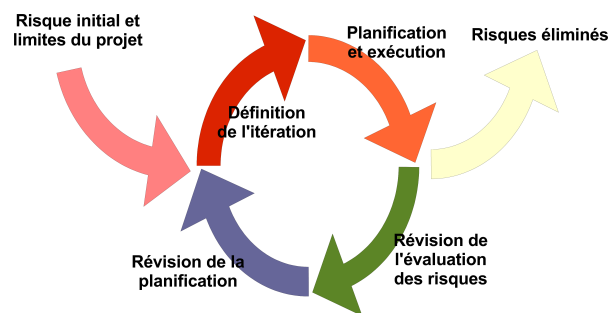 Risque initial et
limites du projet
Planification
et exécution
Risques éliminés
Définition
de l'itération
Révision de
l'évaluation
des risques
Révision de la
planification